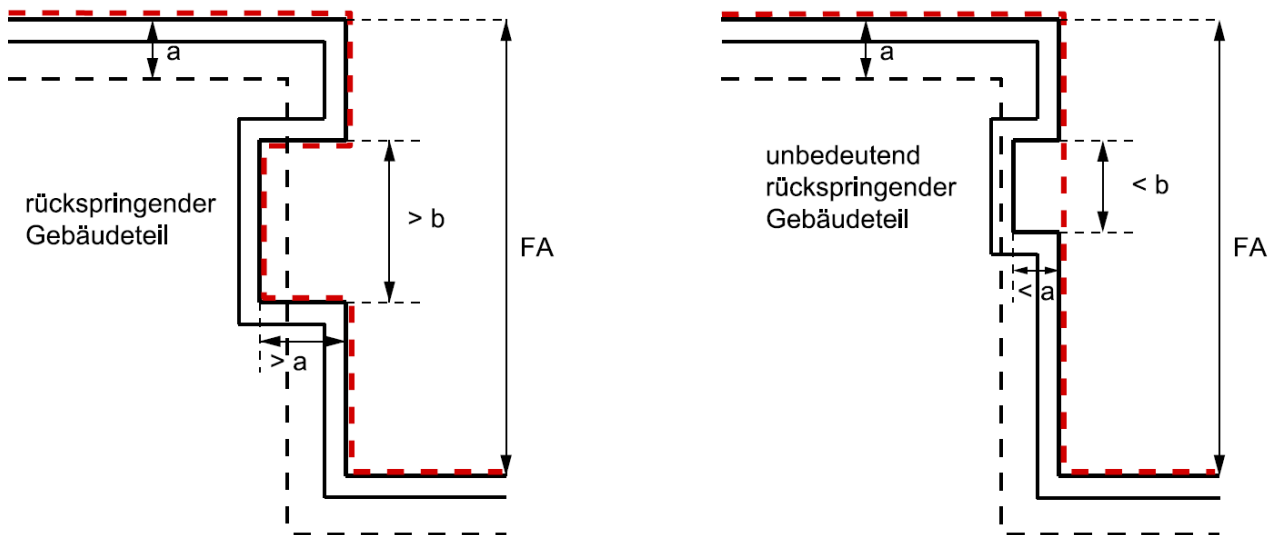 a
rückspringender
Gebäudeteil
> b
FA
> a
a
unbedeutend
rückspringender
Gebäudeteil
< b
FA
< a